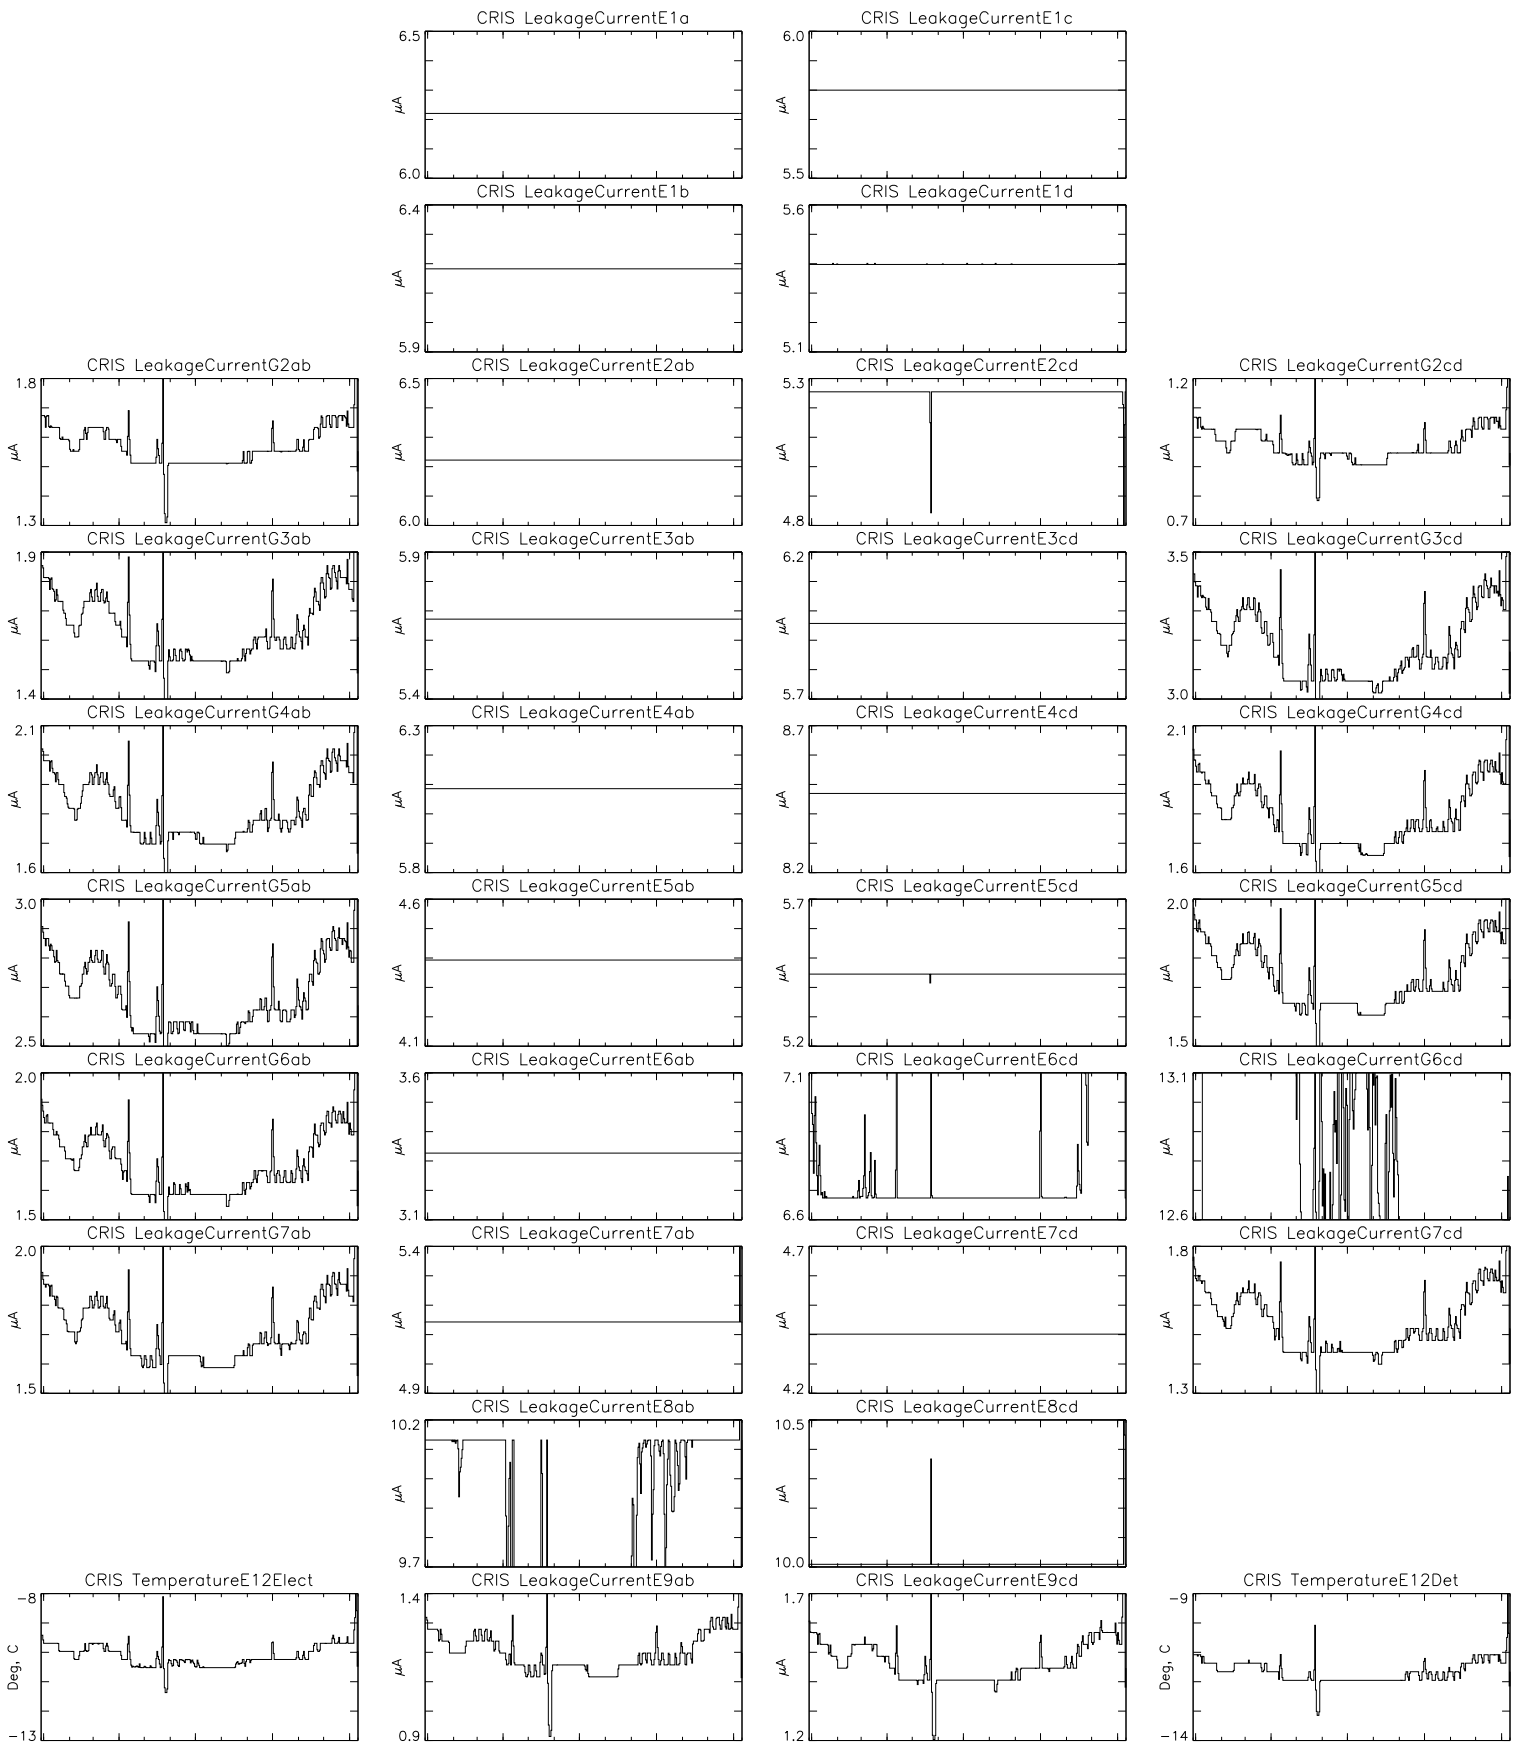 CRIS LeakageCurrentE1a
CRIS LeakageCurrentE1c
6.5
6.0
μA
μA
6.0
5.5
CRIS LeakageCurrentE1b
CRIS LeakageCurrentE1d
6.4
5.6
μA
μA
5.9
5.1
CRIS LeakageCurrentG2ab
CRIS LeakageCurrentE2ab
CRIS LeakageCurrentE2cd
CRIS LeakageCurrentG2cd
1.8
6.5
5.3
1.2
μA
μA
μA
μA
1.3
6.0
4.8
0.7
CRIS LeakageCurrentG3ab
CRIS LeakageCurrentE3ab
CRIS LeakageCurrentE3cd
CRIS LeakageCurrentG3cd
1.9
5.9
6.2
3.5
μA
μA
μA
μA
1.4
5.4
5.7
3.0
CRIS LeakageCurrentG4ab
CRIS LeakageCurrentE4ab
CRIS LeakageCurrentE4cd
CRIS LeakageCurrentG4cd
2.1
6.3
8.7
2.1
μA
μA
μA
μA
1.6
5.8
8.2
1.6
CRIS LeakageCurrentG5ab
CRIS LeakageCurrentE5ab
CRIS LeakageCurrentE5cd
CRIS LeakageCurrentG5cd
3.0
4.6
5.7
2.0
μA
μA
μA
μA
2.5
4.1
5.2
1.5
CRIS LeakageCurrentG6ab
CRIS LeakageCurrentE6ab
CRIS LeakageCurrentE6cd
CRIS LeakageCurrentG6cd
2.0
3.6
7.1
13.1
μA
μA
μA
μA
1.5
3.1
6.6
12.6
CRIS LeakageCurrentG7ab
CRIS LeakageCurrentE7ab
CRIS LeakageCurrentE7cd
CRIS LeakageCurrentG7cd
2.0
5.4
4.7
1.8
μA
μA
μA
μA
1.5
4.9
4.2
1.3
CRIS LeakageCurrentE8ab
CRIS LeakageCurrentE8cd
10.2
10.5
μA
μA
9.7
10.0
CRIS TemperatureE12Elect
CRIS LeakageCurrentE9ab
CRIS LeakageCurrentE9cd
CRIS TemperatureE12Det
−8
1.4
1.7
−9
Deg, C
μA
μA
Deg, C
−13
0.9
1.2
−14